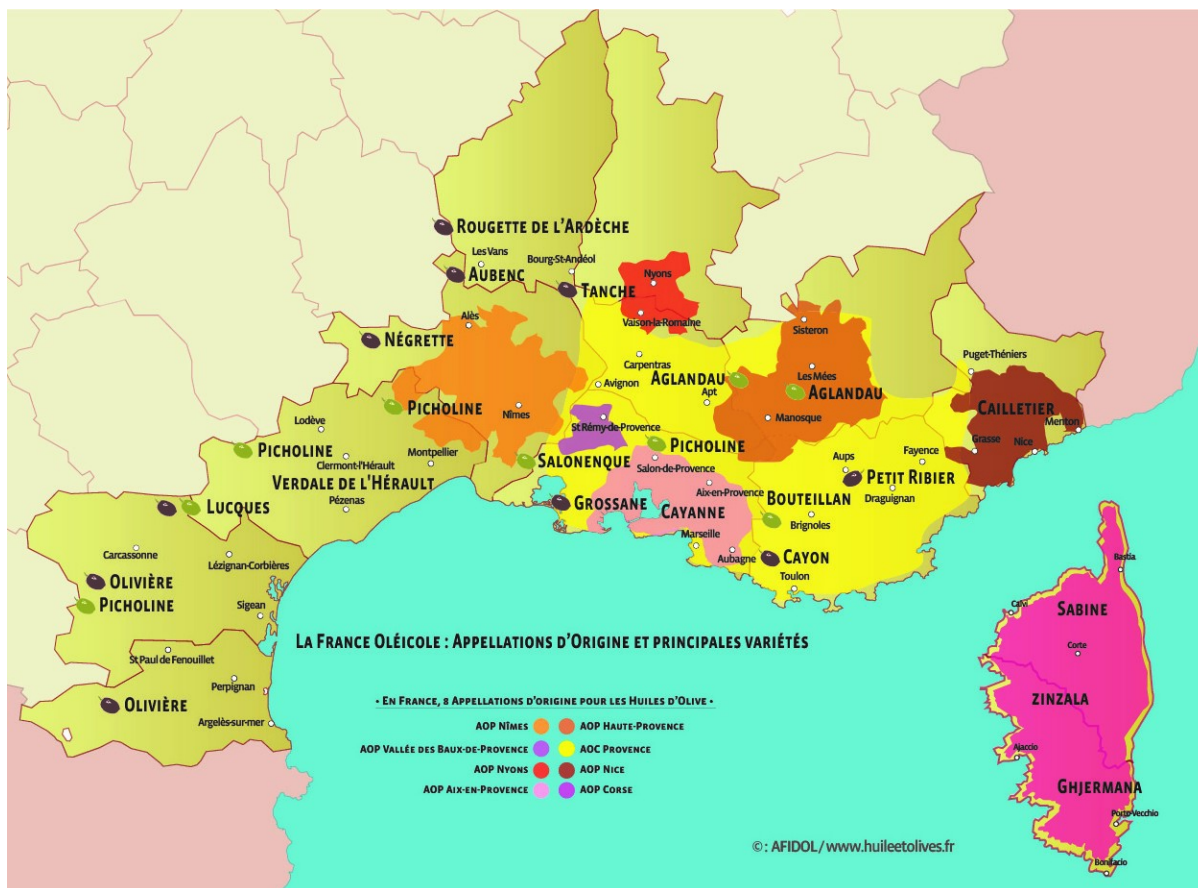 Rougette de l'Ardèche
Les Vans
Bourg-St-Andéol
Aubenc
Tanche
Nyons
Vaison-la-Romaine
Alès
Sisteron
Négrette
Puget-Théniers
Carpentras
Les Mées
Avignon
Aglandau
Apt
Aglandau
Picholine
Nîmes
Manosque
Cailletier
Menton
Lodève
St Rémy-de-Provence
Grasse
Nice
Picholine
Picholine
Clermont-l'Hérault
Montpellier
Salonenque
Salon-de-Provence
Aups
Fayence
Verdale de l'Hérault
Petit Ribier
Pézenas
Aix-en-Provence
Draguignan
Lucques
Grossane
Cayanne
Bouteillan
Brignoles
Marseille
Carcassonne
Lézignan-Corbières
Aubagne
Cayon
Toulon
Bastia
Olivière
Picholine
Sigean
Calvi
Sabine
La France Oléicole : Appellations d'Origine et principales variétés
St Paul de Fenouillet
Corte
Perpignan
Olivière
Argelès-sur-mer
• En France, 8 Appellations d'origine pour les Huiles d'Olive •
zinzala
AOP Nîmes AOP Haute-Provence
AOP Vallée des Baux-de-Provence AOC Provence
Ajaccio
AOP Nyons AOP Nice
AOP Aix-en-Provence AOP Corse
Ghjermana
Porto-Vecchio
©: AFIDOL/ www.huileetolives.fr
Bonifacio